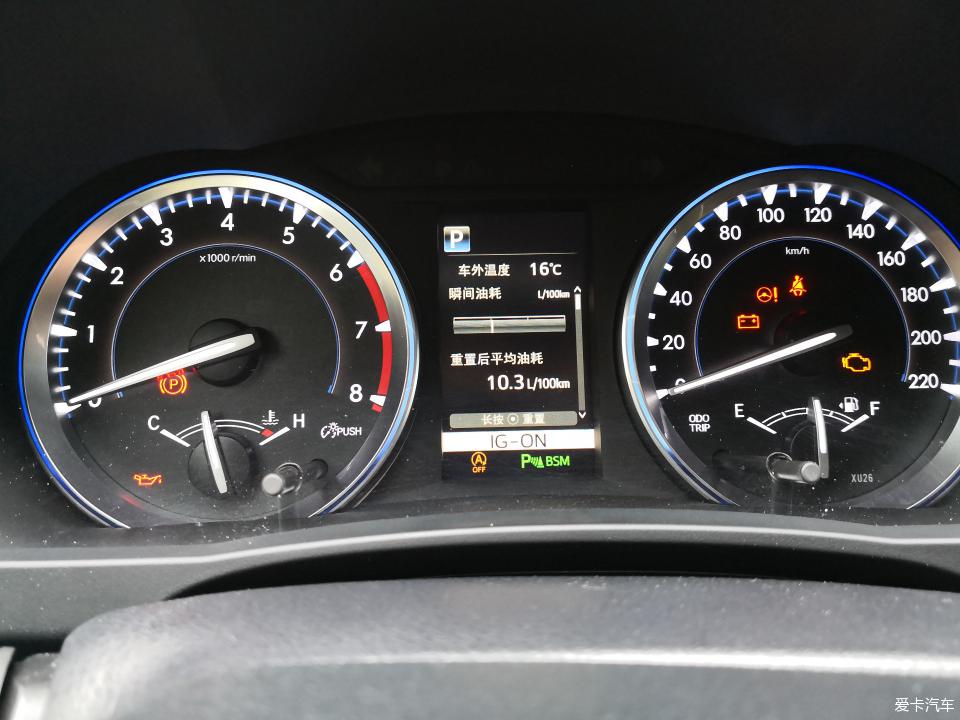 1
2
3
4
5
6
7
8
x1000 r/min
P
C
H
PUSH
P
车外温度 16℃
瞬间油耗 L/100km
重置后平均油耗
10.3 L/100km
长按 重置
IG-ON
A
OFF
P BSM
0
20
40
60
80
100
120
140
160
180
200
220
km/h
ODO
TRIP
E
F
XU26
爱卡汽车